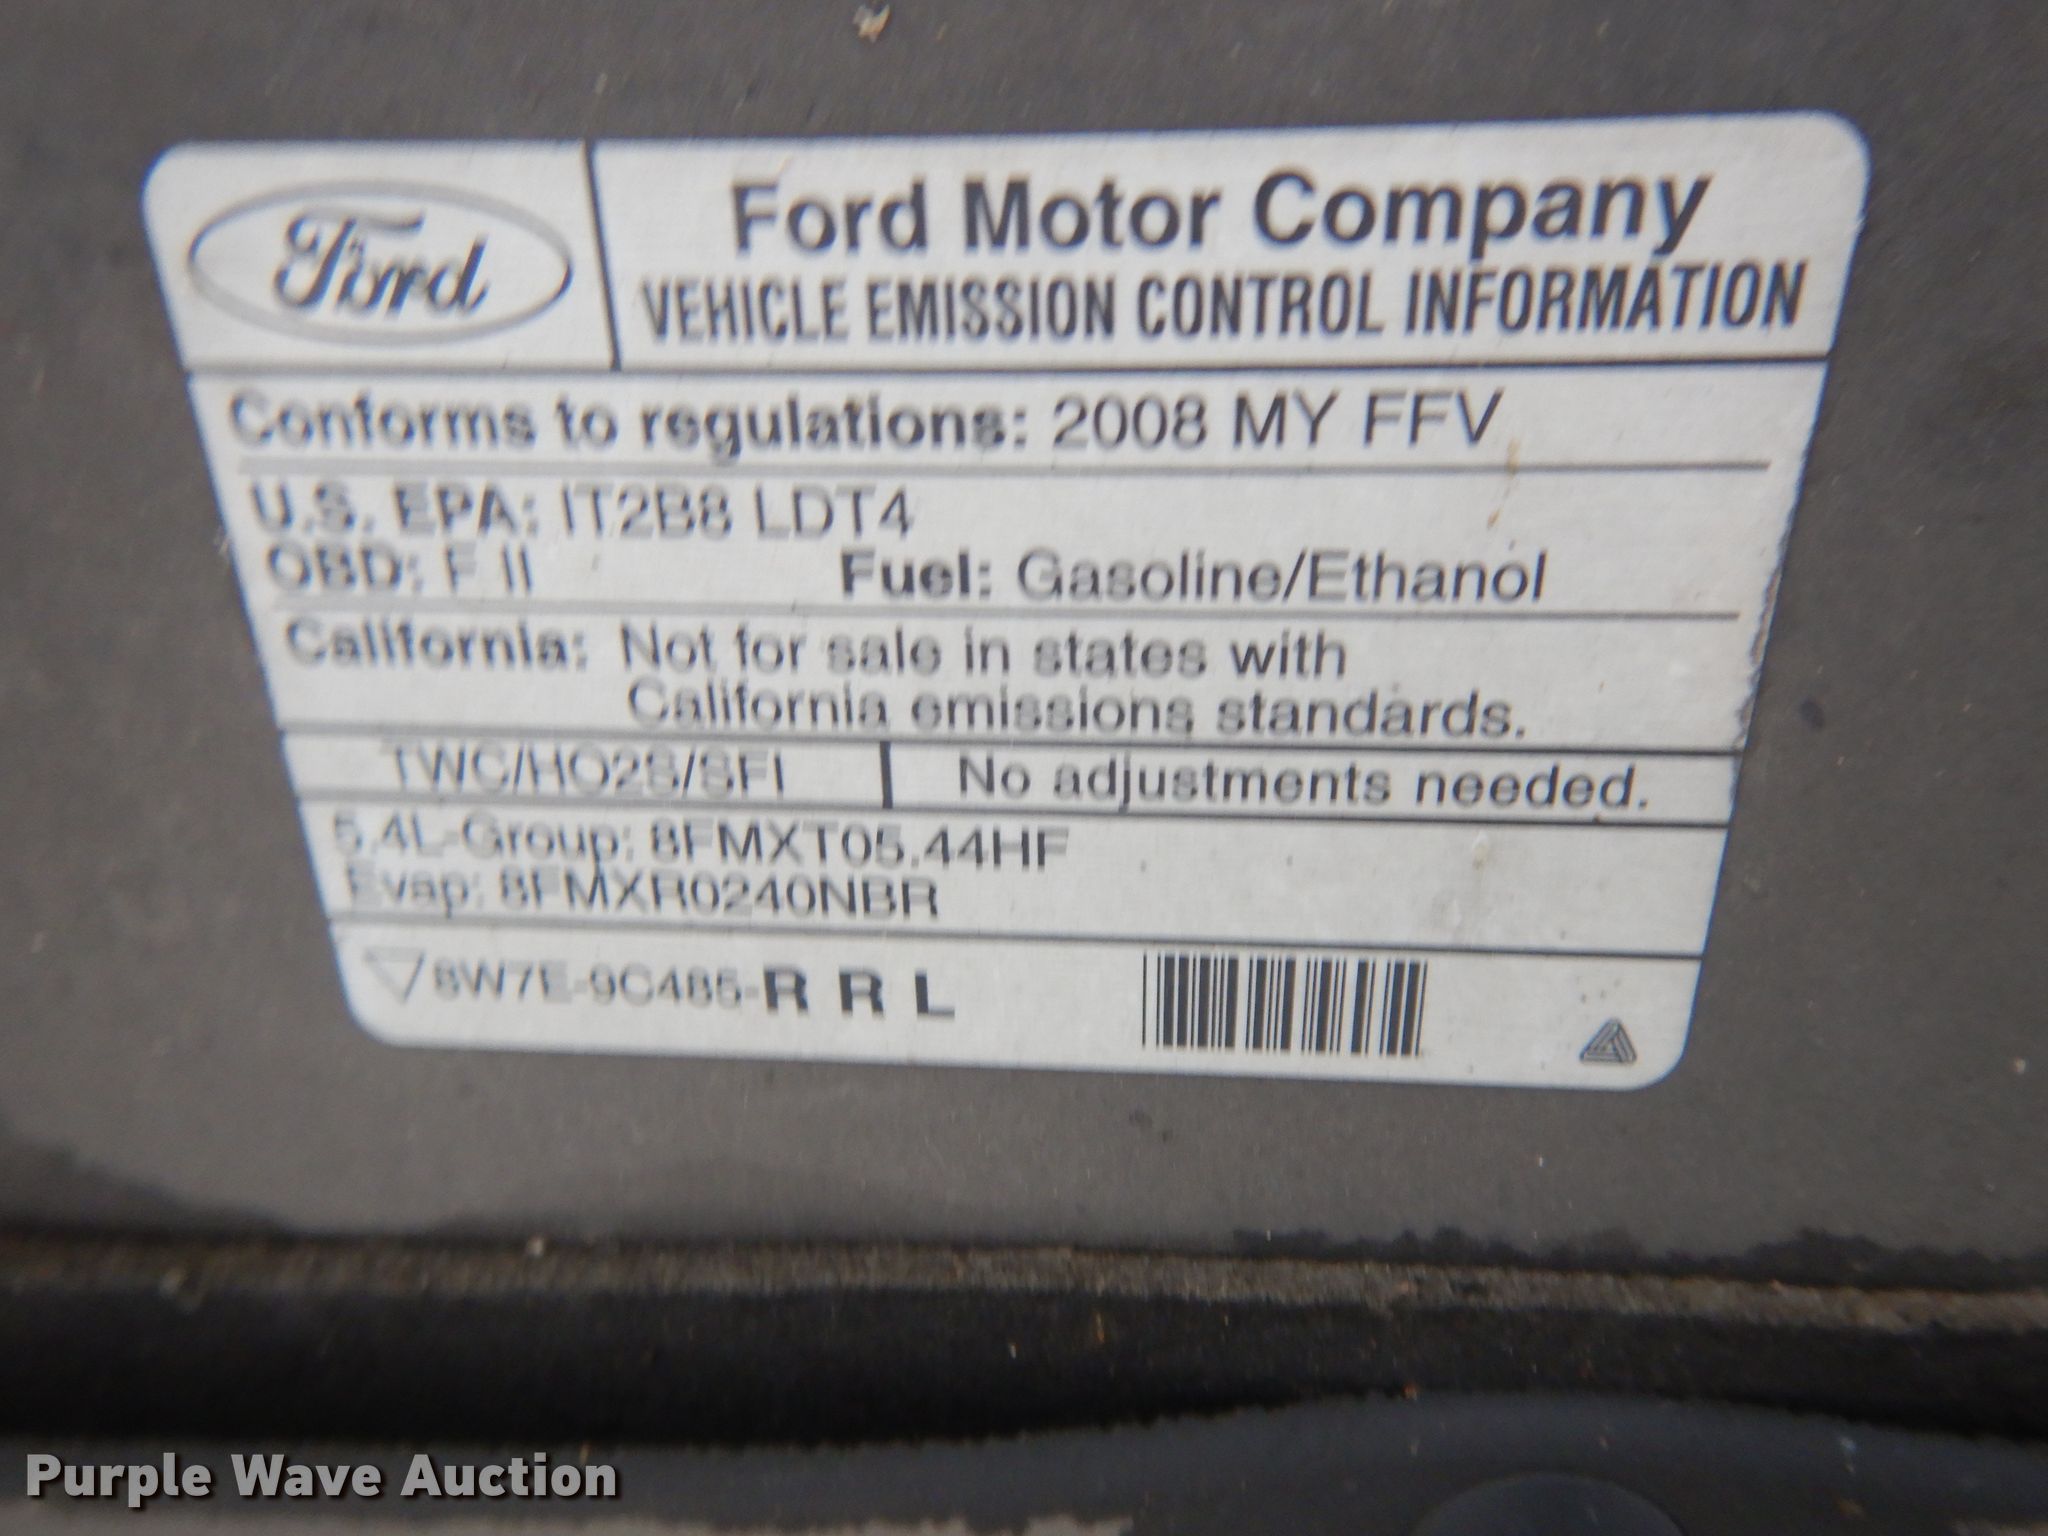 Ford
Ford Motor Company
VEHICLE EMISSION CONTROL INFORMATION
Conforms to regulations: 2008 MY FFV
U.S. EPA: IT2B8 LDT4
OBD: F II Fuel: Gasoline/Ethanol
California: Not for sale in states with
California emissions standards.
TWC/HO2S/SFI No adjustments needed.
5.4L-Group: 8FMXT05.44HF
Evap: 8FMXR0240NBR
8W7E-9C485-R R L
Purple Wave Auction